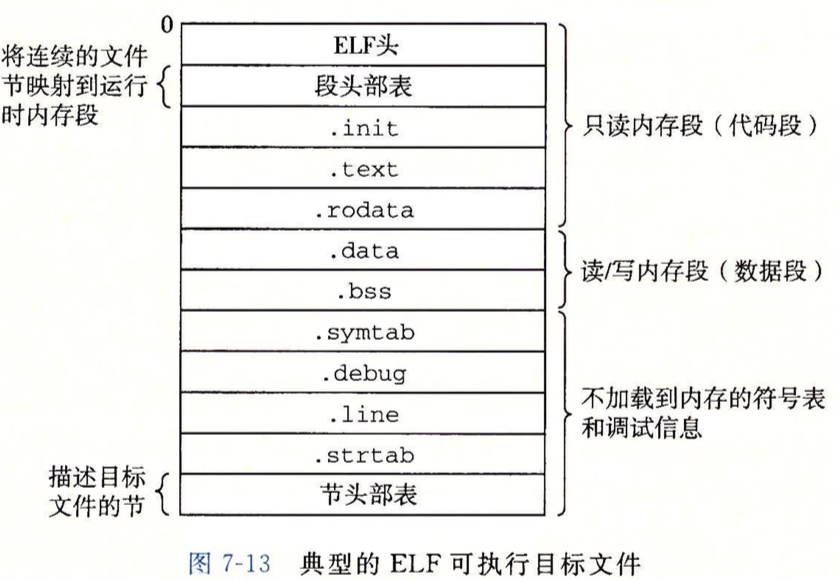 0
将连续的文件
节映射到运行
时内存段
ELF头
段头部表
.init
.text
.rodata
只读内存段（代码段）
.data
.bss
读/写内存段（数据段）
.symtab
.debug
.line
.strtab
不加载到内存的符号表
和调试信息
描述目标
文件的节
节头部表
图 7-13 典型的 ELF 可执行目标文件